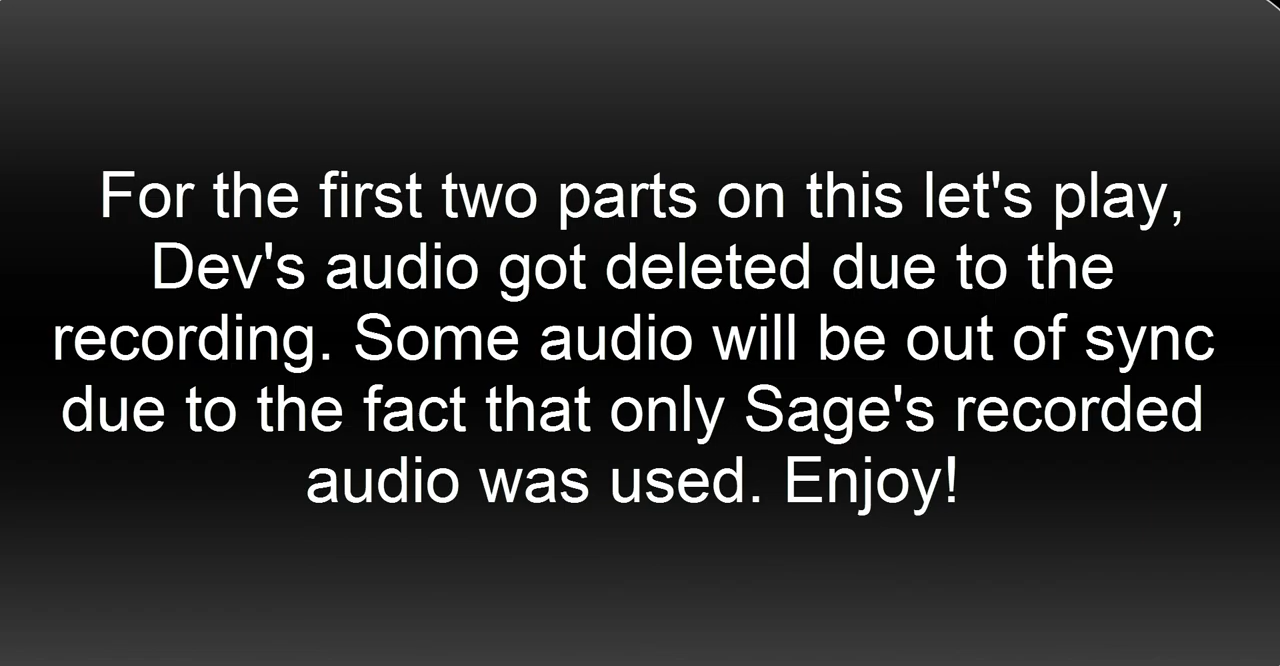 For the first two parts on this let's play,
Dev's audio got deleted due to the
recording. Some audio will be out of sync
due to the fact that only Sage's recorded
audio was used. Enjoy!